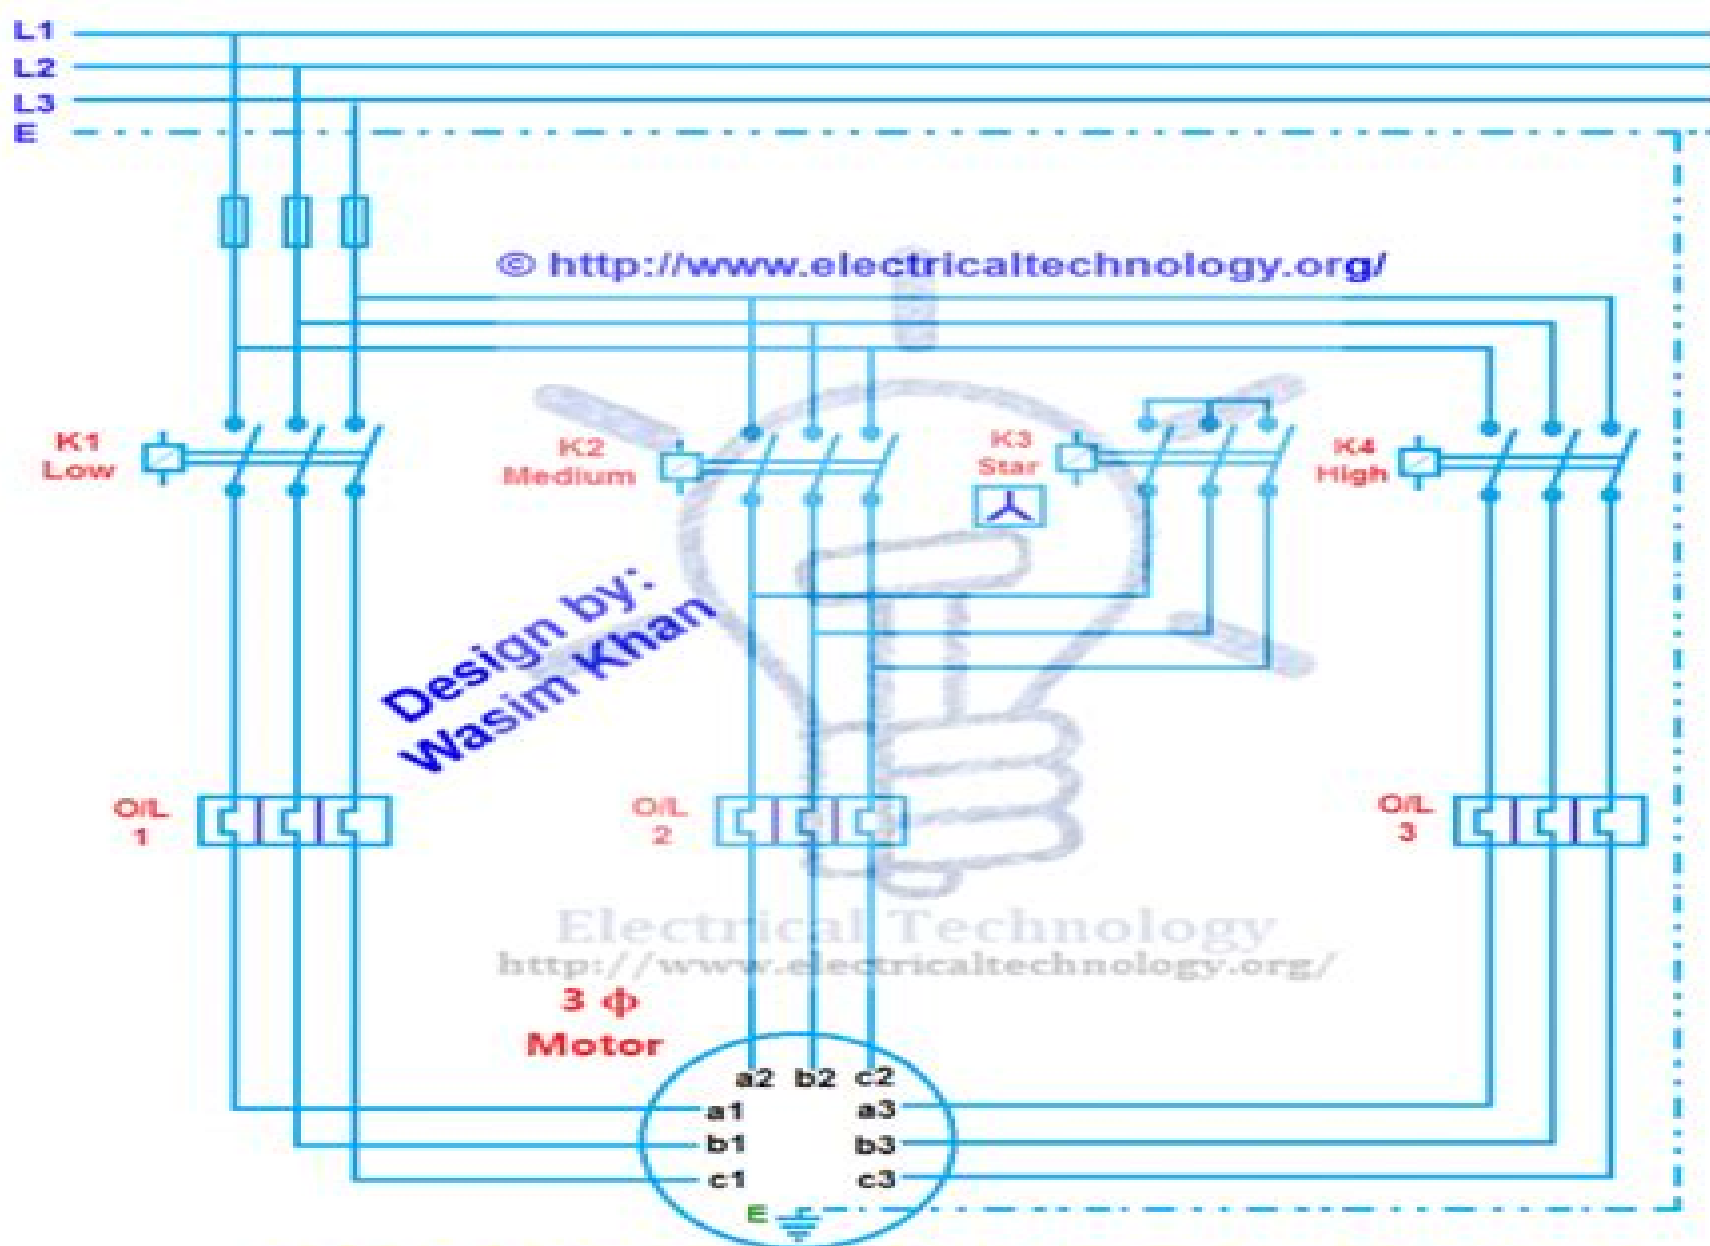 L1
L2
L3
E
© http://www.electricaltechnology.org/
K1
Low
K2
Medium
K3
Star
K4
High
Design by:
Wasim Khan
O/L
1
O/L
2
O/L
3
Electrical Technology
http://www.electricaltechnology.org/
3 ф
Motor
a2 b2 c2
a1 a3
b1 b3
c1 c3
E